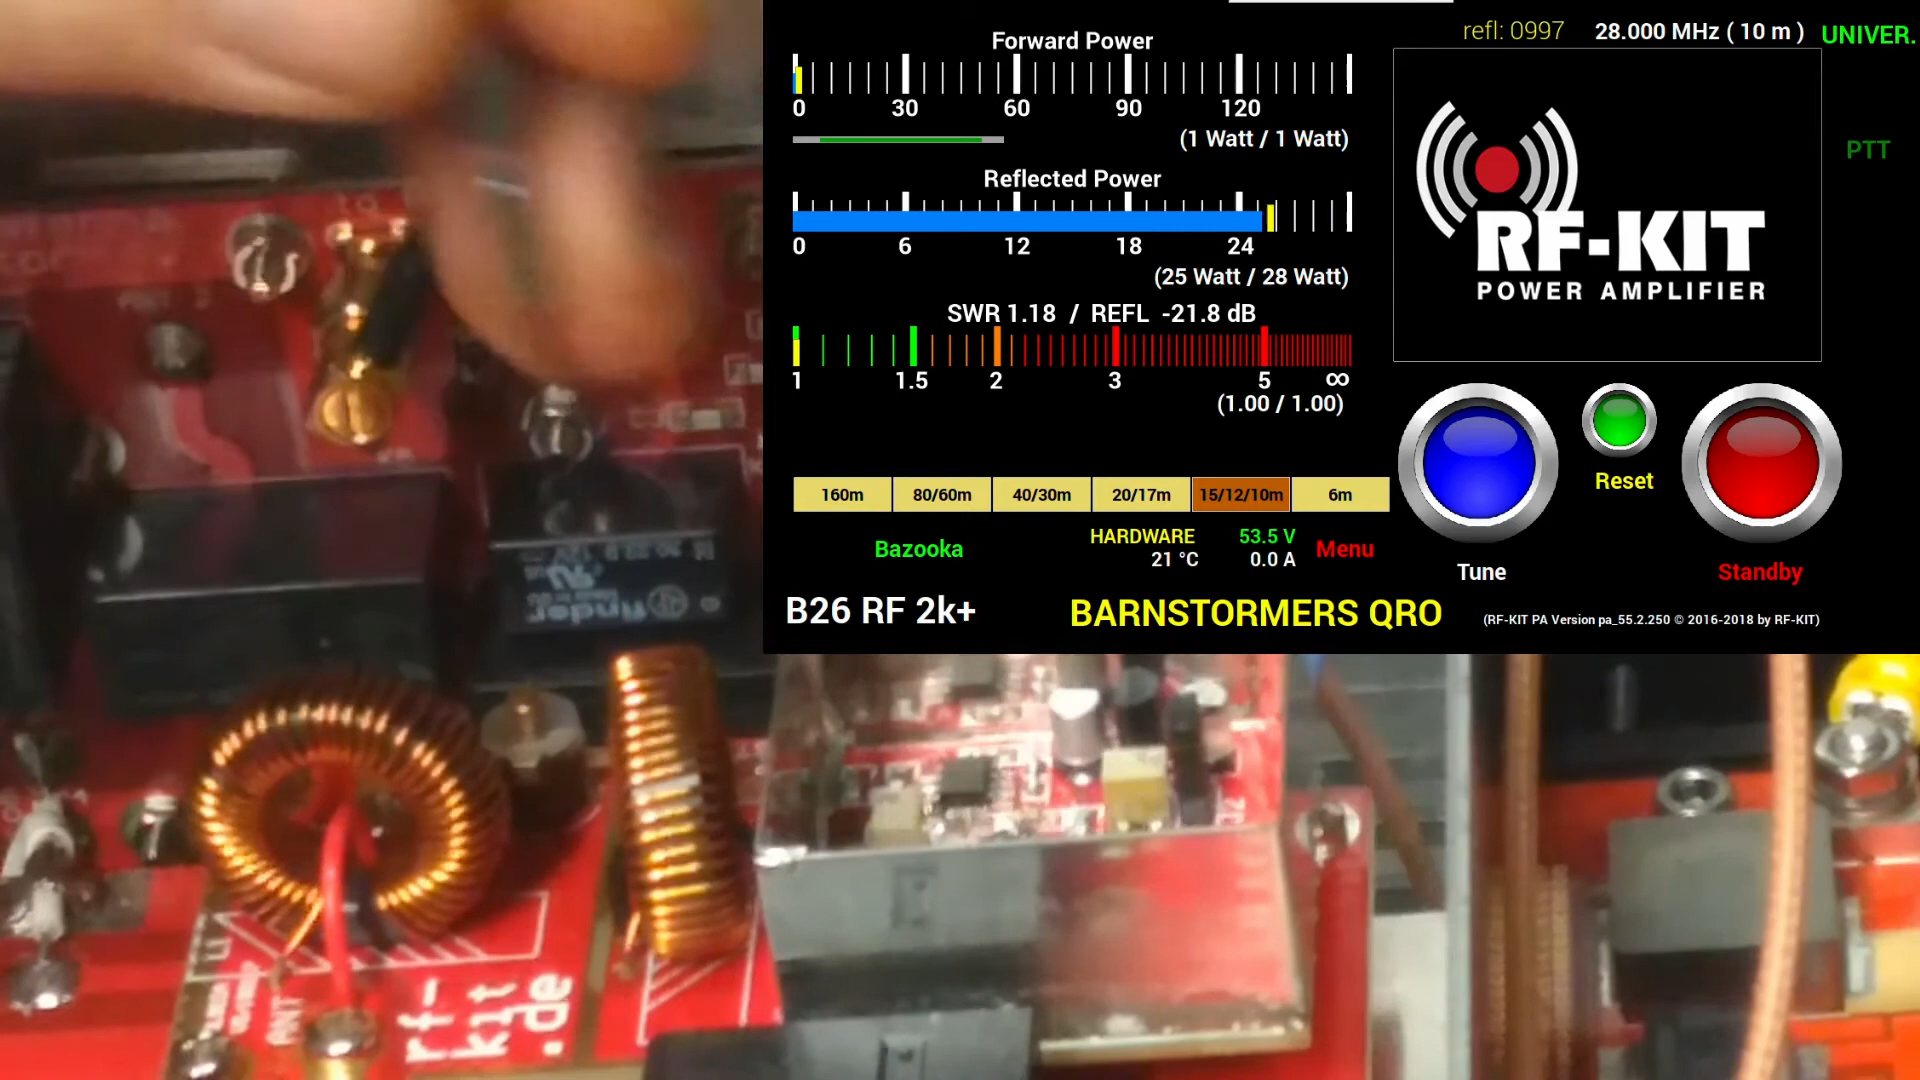 refl: 0997
28.000 MHz ( 10 m )
UNIVER.
Forward Power
0 30 60 90 120
(1 Watt / 1 Watt)
PTT
Reflected Power
0 6 12 18 24
(25 Watt / 28 Watt)
SWR 1.18 / REFL -21.8 dB
1 1.5 2 3 5 ∞
(1.00 / 1.00)
RF-KIT
POWER AMPLIFIER
Reset
160m 80/60m 40/30m 20/17m 15/12/10m 6m
Bazooka
HARDWARE 53.5 V
21 °C 0.0 A
Menu
Tune
Standby
B26 RF 2k+
BARNSTORMERS QRO
(RF-KIT PA Version pa_55.2.250 © 2016-2018 by RF-KIT)
finder
ANT
rf-
kit
.de